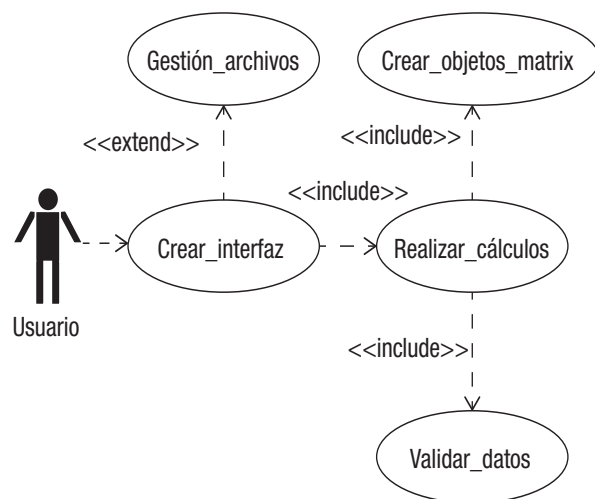 Gestión_archivos
Crear_objetos_matrix
<<extend>>
<<include>>
<<include>>
Crear_interfaz
Realizar_cálculos
Usuario
<<include>>
Validar_datos